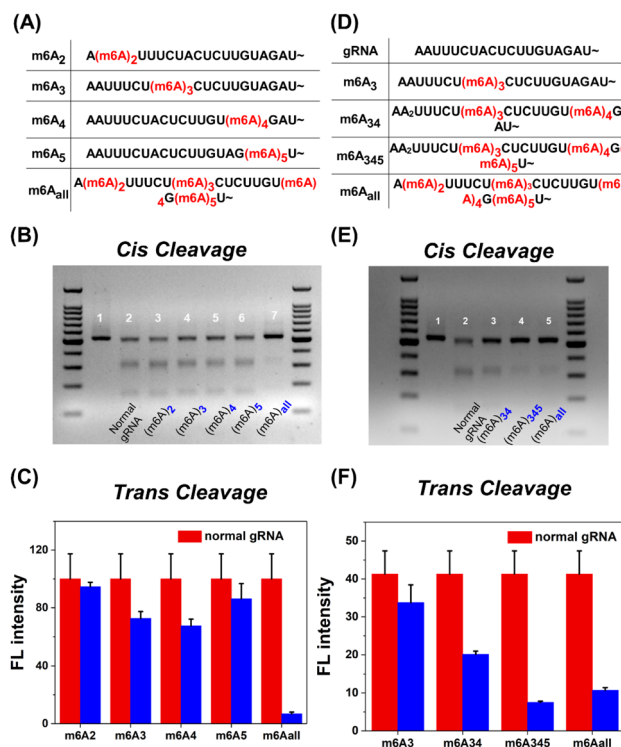 (A)
m6A2 A(m6A)2UUUCUACUCUUGUAGAU~
m6A3 AAUUUCU(m6A)3CUCUUGUAGAU~
m6A4 AAUUUCUACUCUUGU(m6A)4GAU~
m6A5 AAUUUCUACUCUUGUAG(m6A)5U~
m6Aall A(m6A)2UUUCU(m6A)3CUCUUGU(m6A)
4G(m6A)5U~
(B) Cis Cleavage
1 2 3 4 5 6 7
Normal
gRNA
(m6A)2
(m6A)3
(m6A)4
(m6A)5
(m6A)all
(C) Trans Cleavage
normal gRNA
FL intensity
120
80
40
0
m6A2 m6A3 m6A4 m6A5 m6Aall
(D)
gRNA AAUUUCUACUCUUGUAGAU~
m6A3 AAUUUCU(m6A)3CUCUUGUAGAU~
m6A34 AA2UUUCU(m6A)3CUCUUGU(m6A)4G
AU~
m6A345 AA2UUUCU(m6A)3CUCUUGU(m6A)4G
m6A)5U~
m6Aall A(m6A)2UUUCU(m6A)3CUCUUGU(m6
A)4G(m6A)5U~
(E) Cis Cleavage
1 2 3 4 5
Normal
gRNA
(m6A)34
(m6A)345
(m6A)all
(F) Trans Cleavage
normal gRNA
FL intensity
50
40
30
20
10
0
m6A3 m6A34 m6A345 m6Aall